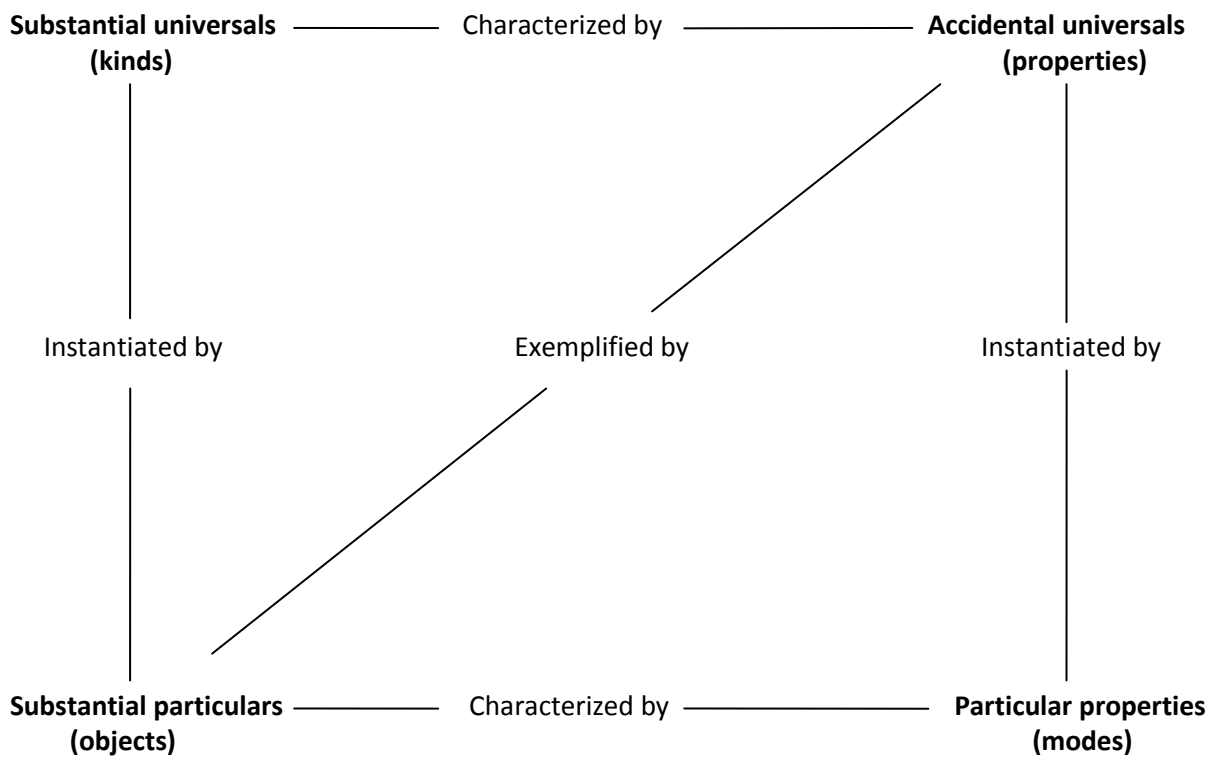 Substantial universals Characterized by Accidental universals
(kinds) (properties)
Instantiated by Exemplified by Instantiated by
Substantial particulars Characterized by Particular properties
(objects) (modes)